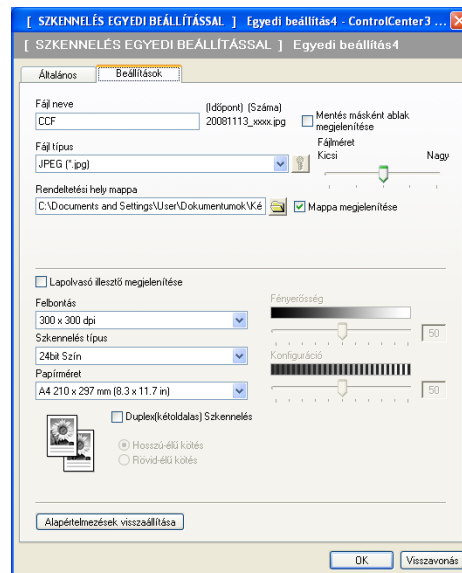 [ SZKENNELÉS EGYEDI BEÁLLÍTÁSSAL ] Egyedi beállítás4 - ControlCenter3 ...
[ SZKENNELÉS EGYEDI BEÁLLÍTÁSSAL ] Egyedi beállítás4
Általános Beállítások
Fájl neve
(Időpont) (Száma)
CCF 20081113_xxxx.jpg
Mentés másként ablak
megjelenítése
Fájl típus
Fájlméret
Kicsi Nagy
JPEG (*.jpg)
Rendeltetési hely mappa
C:\Documents and Settings\User\Dokumentumok\Ké
Mappa megjelenítése
Lapolvasó illesztő megjelenítése
Felbontás
Fényerősség
300 x 300 dpi
50
Szkennelés típus
24bit Szín
Konfiguráció
Papírméret
A4 210 x 297 mm (8.3 x 11.7 in)
50
Duplex(kétoldalas) Szkennelés
Hosszú-élű kötés
Rövid-élű kötés
Alapértelmezések visszaállítása
OK Visszavonás